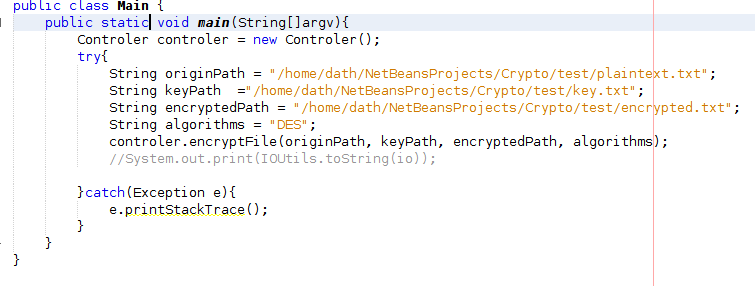 public class Main {
    public static void main(String[]argv){
        Controler controler = new Controler();
        try{
            String originPath = "/home/dath/NetBeansProjects/Crypto/test/plaintext.txt";
            String keyPath  ="/home/dath/NetBeansProjects/Crypto/test/key.txt";
            String encryptedPath = "/home/dath/NetBeansProjects/Crypto/test/encrypted.txt";
            String algorithms = "DES";
            controler.encryptFile(originPath, keyPath, encryptedPath, algorithms);
            //System.out.print(IOUtils.toString(io));
        }catch(Exception e){
            e.printStackTrace();
        }
    }
}